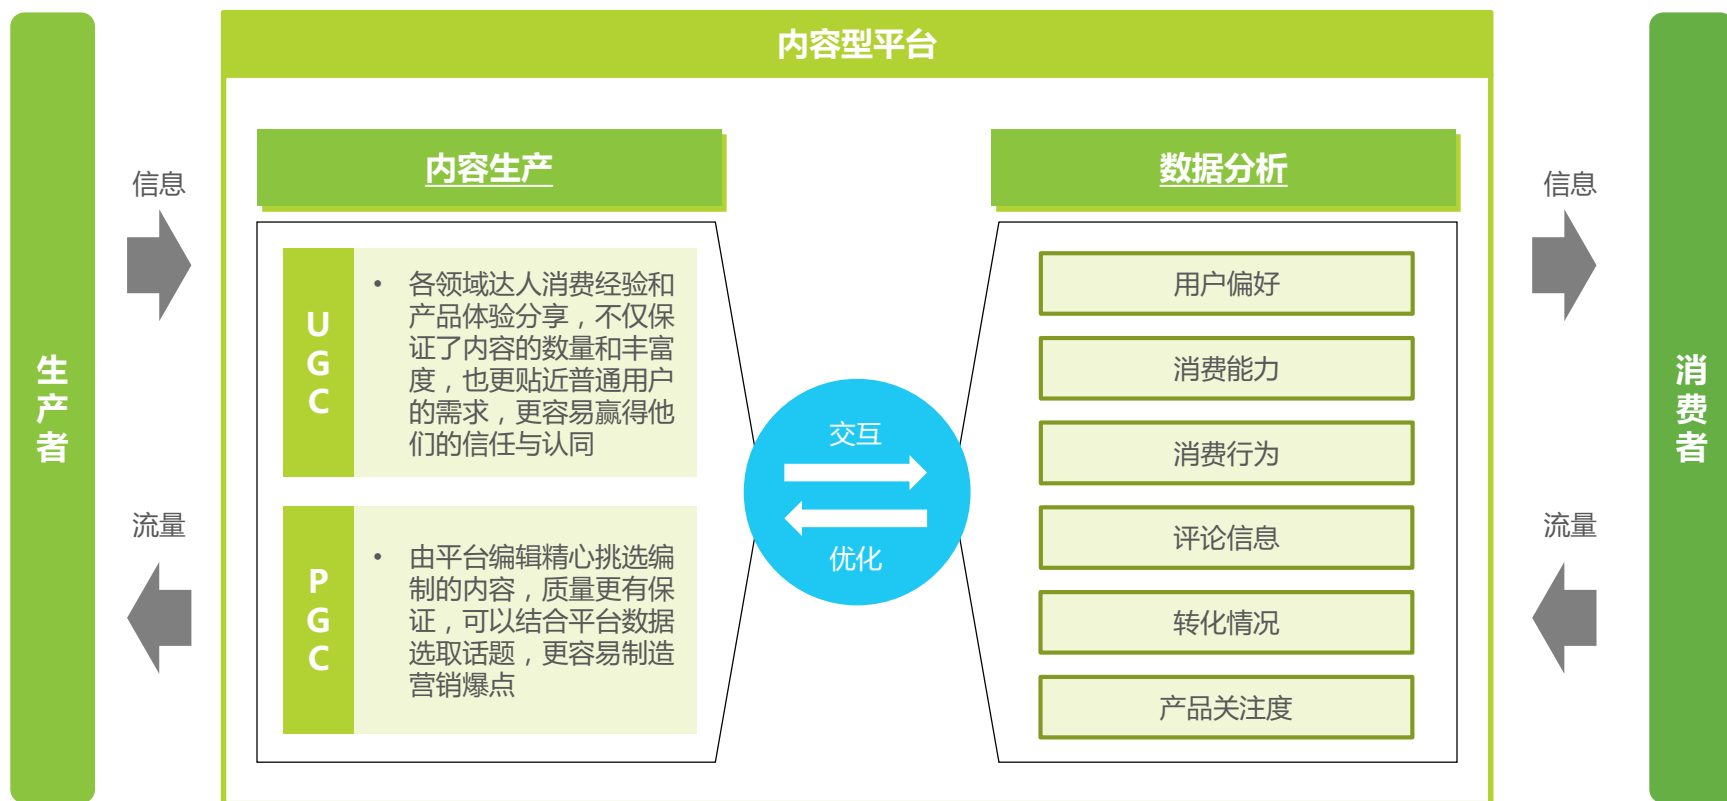 内容型平台
生产者
信息
流量
内容生产
UGC
• 各领域达人消费经验和
产品体验分享，不仅保
证了内容的数量和丰富
度，也更贴近普通用户
的需求，更容易赢得他
们的信任与认同
PGC
• 由平台编辑精心挑选编
制的内容，质量更有保
证，可以结合平台数据
选取话题，更容易制造
营销爆点
交互
优化
数据分析
用户偏好
消费能力
消费行为
评论信息
转化情况
产品关注度
信息
流量
消费者